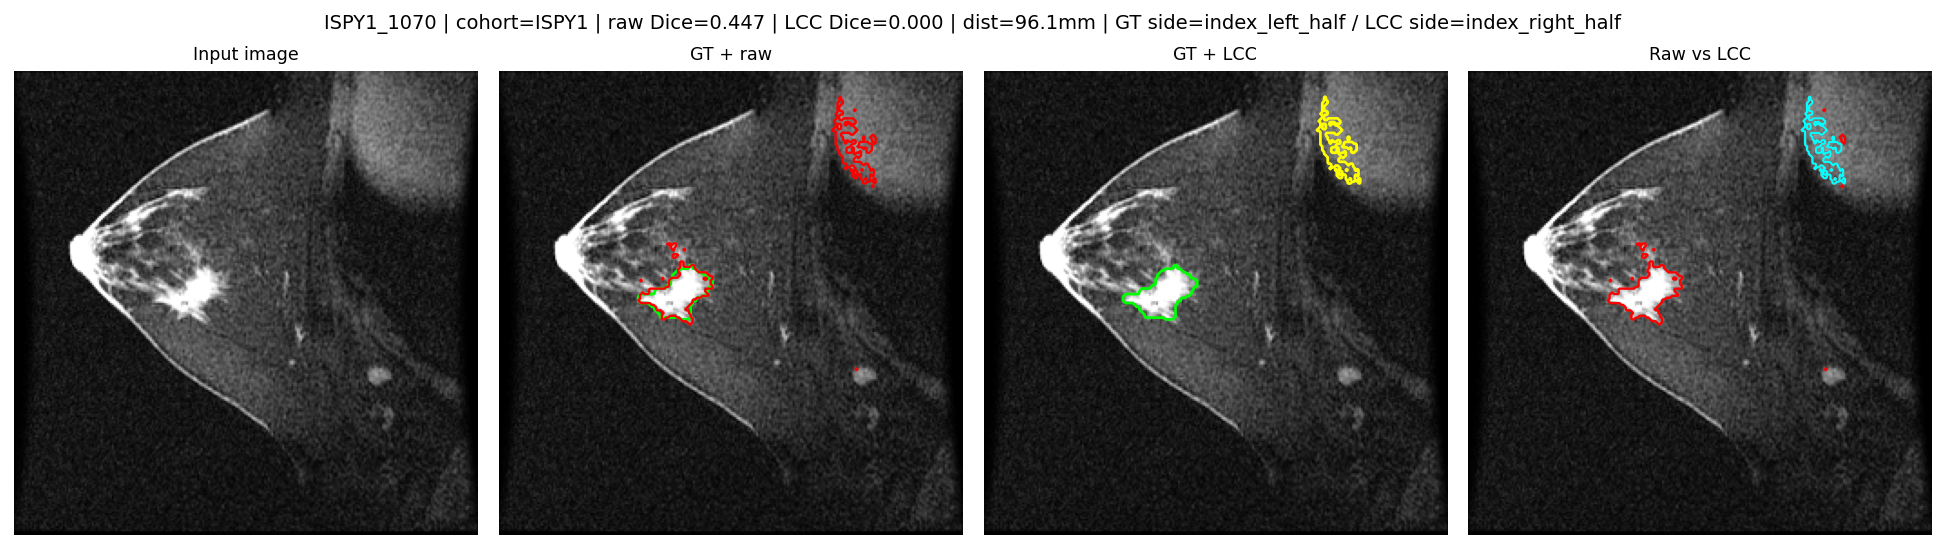 ISPY1_1070 | cohort=ISPY1 | raw Dice=0.447 | LCC Dice=0.000 | dist=96.1mm | GT side=index_left_half / LCC side=index_right_half
Input image
GT + raw
GT + LCC
Raw vs LCC